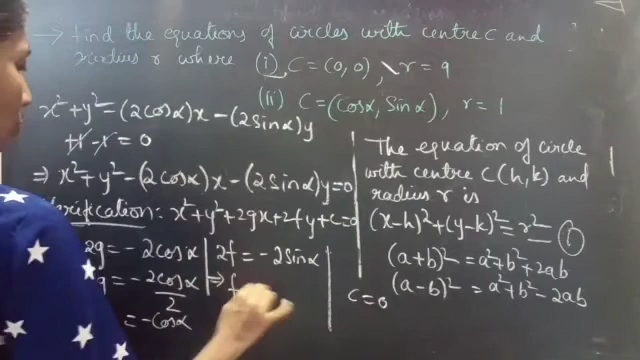 → Find the equations of circles with centre C and
radius r where (i) C = (0, 0), r = 9
(ii) C = (Cosα, Sinα), r = 1
x² + y² - (2cosα)x - (2sinα)y
+1 - 1 = 0
⇒ x² + y² - (2cosα)x - (2sinα)y = 0
Verification: x² + y² + 2gx + 2fy + c = 0
2g = - 2cosα
g = - 2cosα / 2
= - cosα
2f = - 2sinα
⇒ f
c = 0
The equation of circle
with centre C (h, k) and
radius r is
(x-h)² + (y-k)² = r² — ①
(a+b)² = a² + b² + 2ab
(a-b)² = a² + b² - 2ab